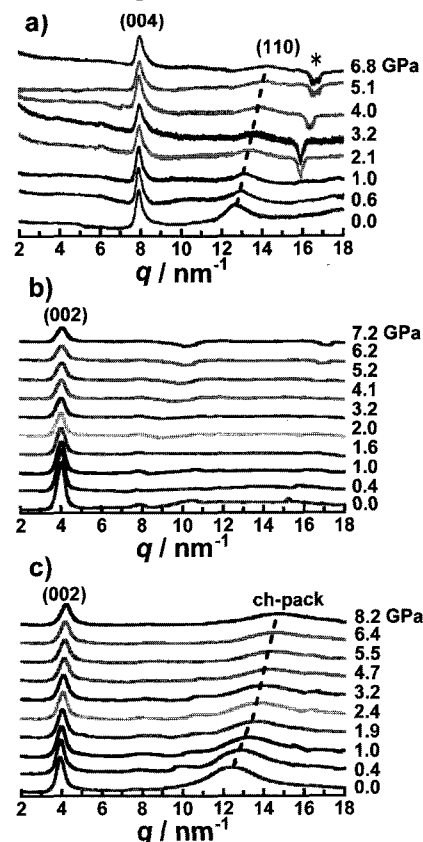 a)
(004)
(110)
*
6.8 GPa
5.1
4.0
3.2
2.1
1.0
0.6
0.0
2 4 6 8 10 12 14 16 18
q / nm-1
b)
(002)
7.2 GPa
6.2
5.2
4.1
3.2
2.0
1.6
1.0
0.4
0.0
2 4 6 8 10 12 14 16 18
q / nm-1
c)
(002)
ch-pack
8.2 GPa
6.4
5.5
4.7
3.2
2.4
1.9
1.0
0.4
0.0
2 4 6 8 10 12 14 16 18
q / nm-1